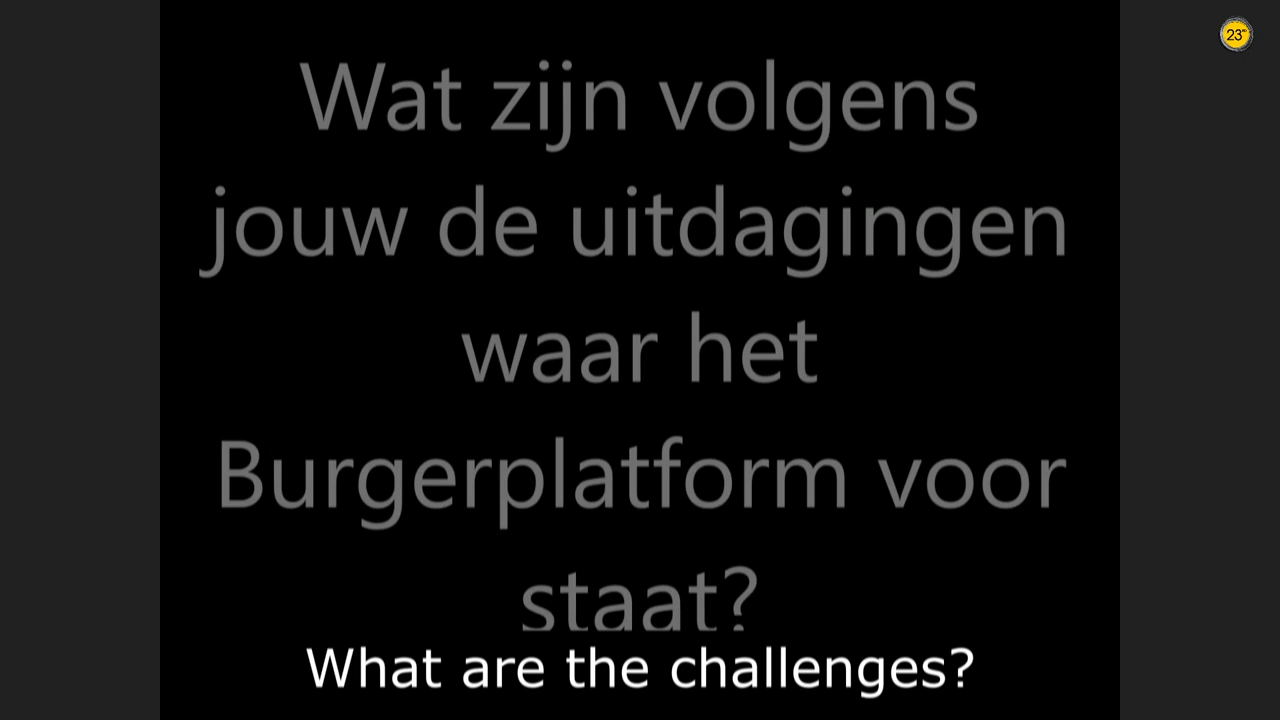 Wat zijn volgens
jouw de uitdagingen
waar het
Burgerplatform voor
staat?
What are the challenges?
23